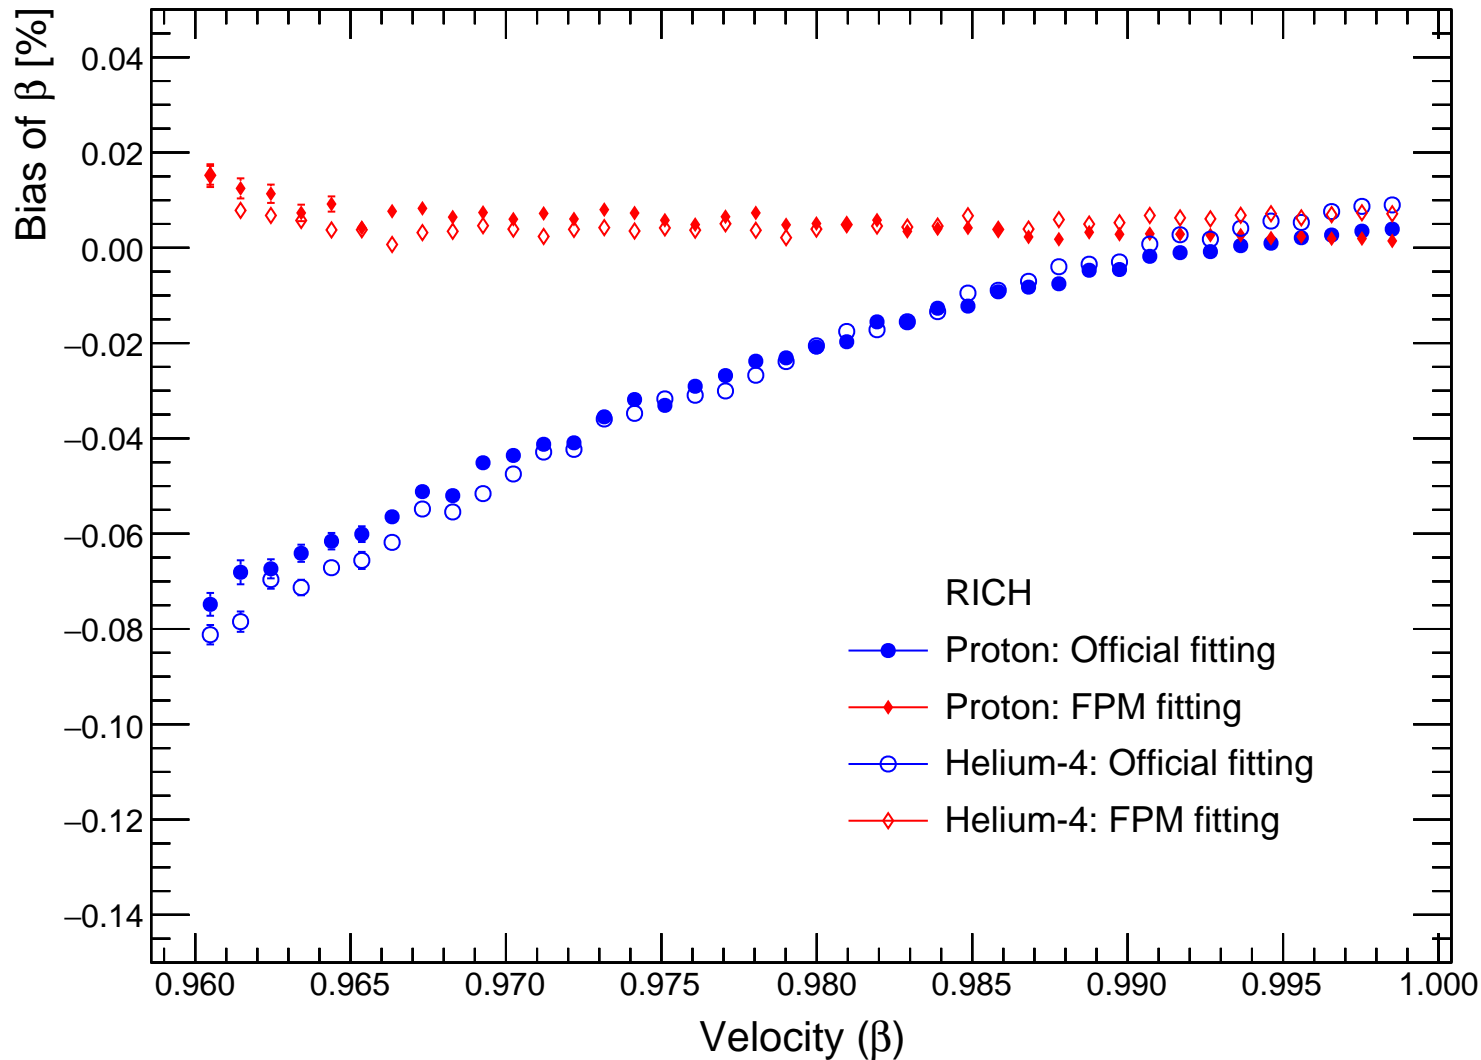 Bias of β [%]
0.04
0.02
0.00
−0.02
−0.04
−0.06
−0.08
−0.10
−0.12
−0.14
RICH
Proton: Official fitting
Proton: FPM fitting
Helium-4: Official fitting
Helium-4: FPM fitting
0.960 0.965 0.970 0.975 0.980 0.985 0.990 0.995 1.000
Velocity (β)